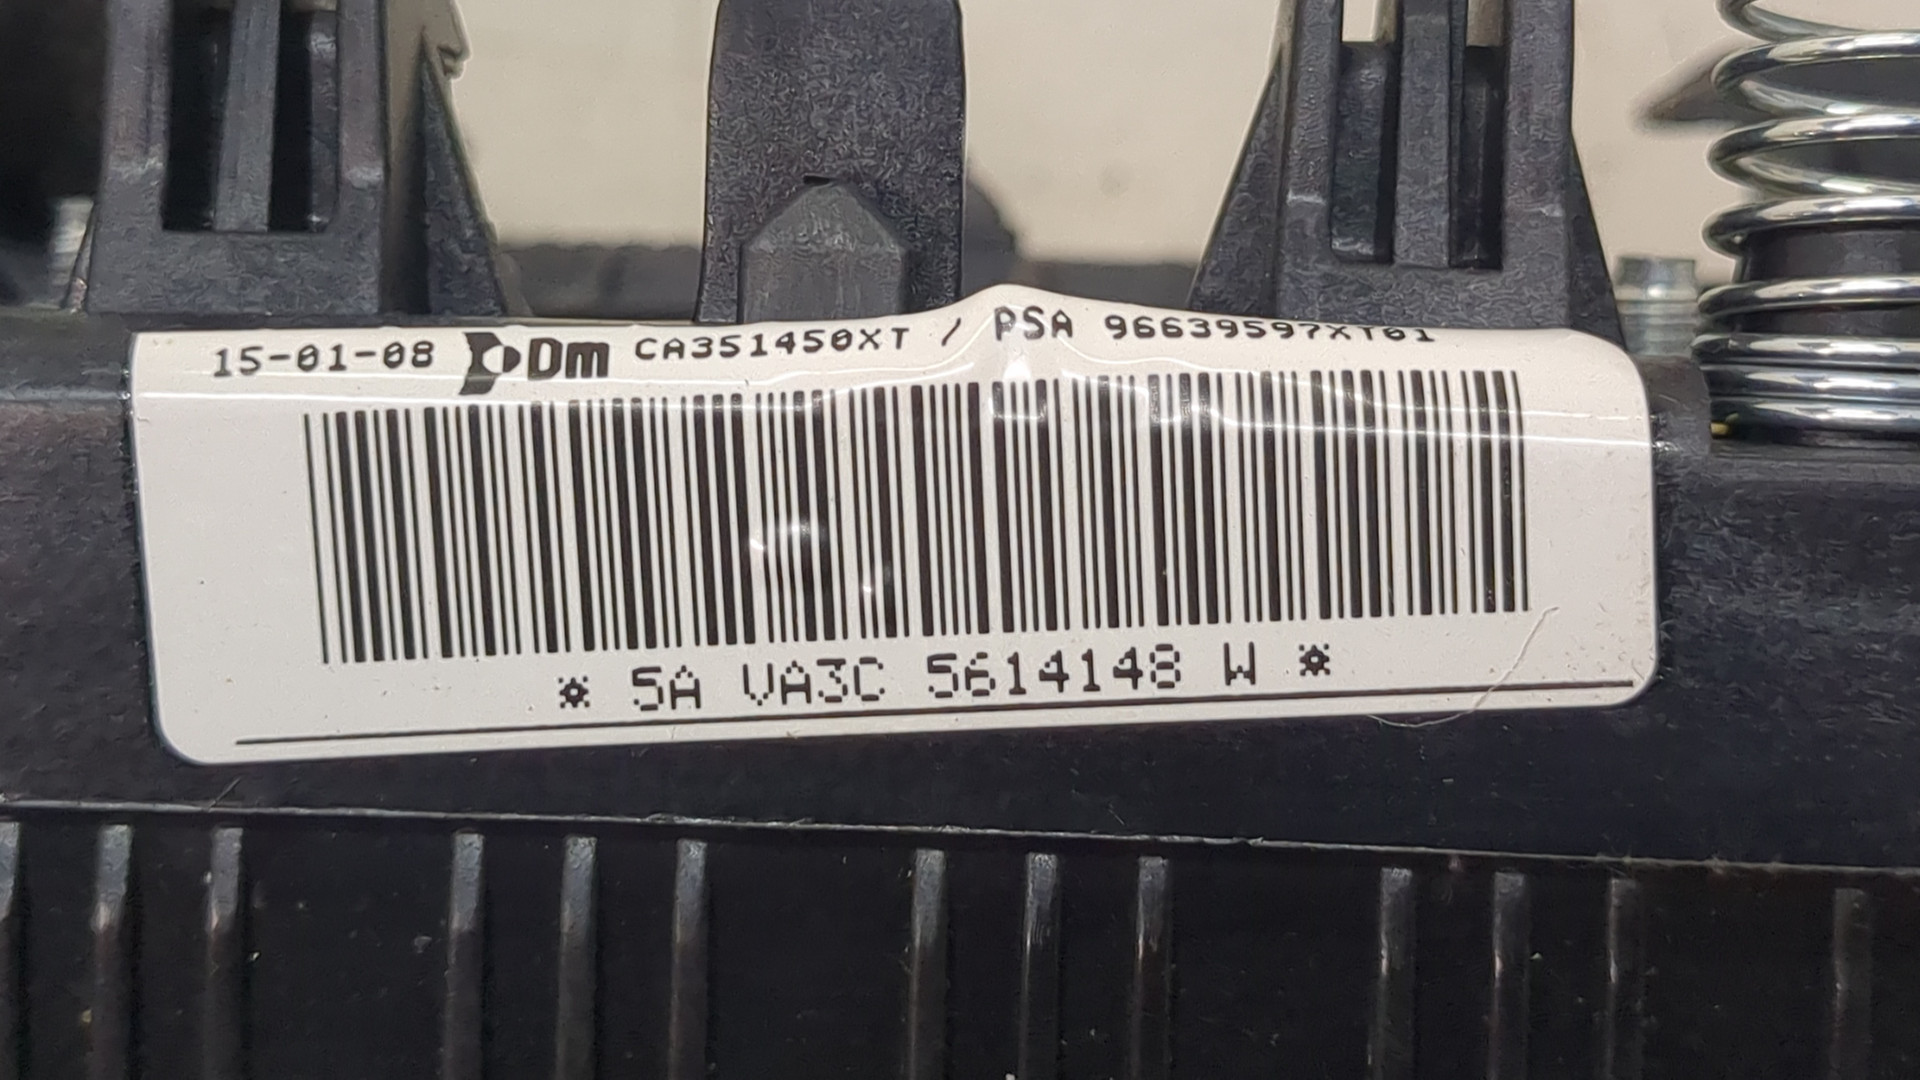 15-01-08 Dm CA351450XT / PSA 96639597XT01
* 5A VA3C 5614148 W *